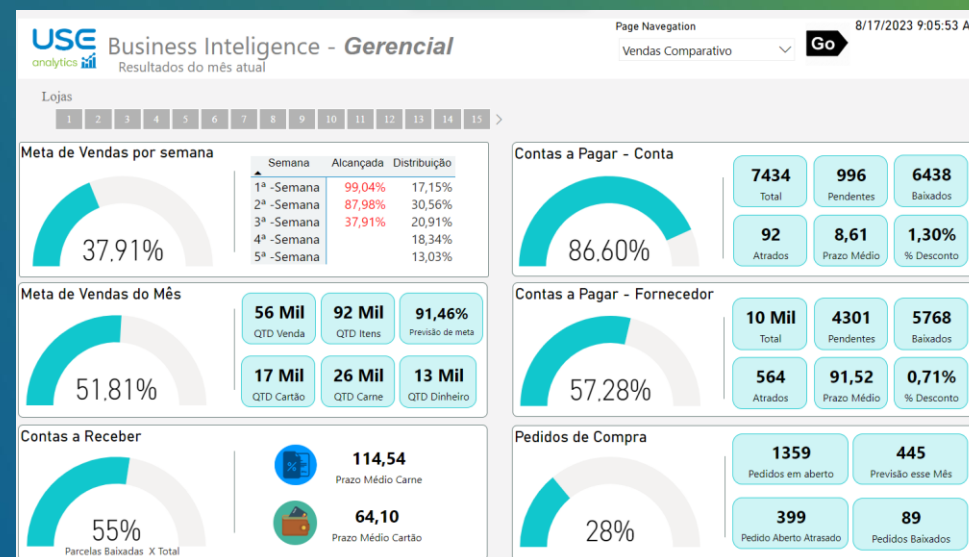 USE
analytics
Business Inteligence - Gerencial
Resultados do mês atual
Page Navegation
Vendas Comparativo
Go
8/17/2023 9:05:53 A
Lojas
1 2 3 4 5 6 7 8 9 10 11 12 13 14 15
Meta de Vendas por semana
37.91%
Semana Alcançada Distribuição
1ª -Semana 99,04% 17,15%
2ª -Semana 87,98% 30,56%
3ª -Semana 37,91% 20,91%
4ª -Semana 18,34%
5ª -Semana 13,03%
Contas a Pagar - Conta
86.60%
7434 996 6438
Total Pendentes Baixados
92 8,61 1,30%
Atrados Prazo Médio % Desconto
Meta de Vendas do Mês
51.81%
56 Mil 92 Mil 91,46%
QTD Venda QTD Itens Previsão de meta
17 Mil 26 Mil 13 Mil
QTD Cartão QTD Carne QTD Dinheiro
Contas a Pagar - Fornecedor
57.28%
10 Mil 4301 5768
Total Pendentes Baixados
564 91,52 0,71%
Atrados Prazo Médio % Desconto
Contas a Receber
55%
Parcelas Baixadas X Total
114,54
Prazo Médio Carne
64,10
Prazo Médio Cartão
Pedidos de Compra
28%
1359 445
Pedidos em aberto Previsão esse Mês
399 89
Pedido Aberto Atrasado Pedidos Baixados